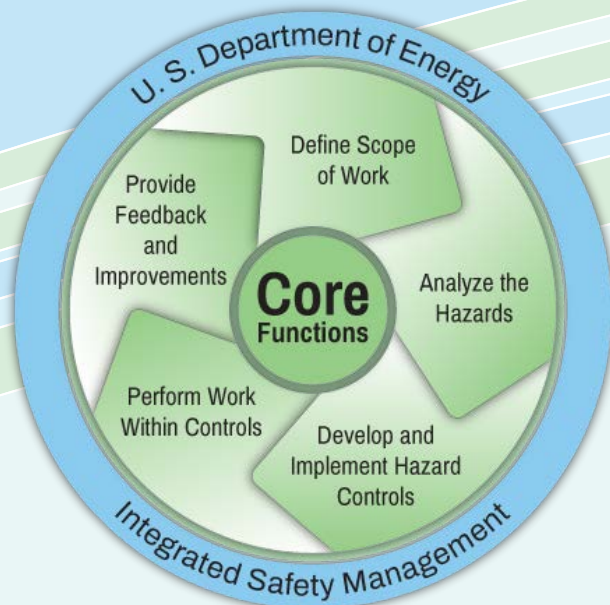 U. S. Department of Energy
Define Scope
of Work
Analyze the
Hazards
Develop and
Implement Hazard
Controls
Perform Work
Within Controls
Provide
Feedback
and
Improvements
Core
Functions
Integrated Safety Management